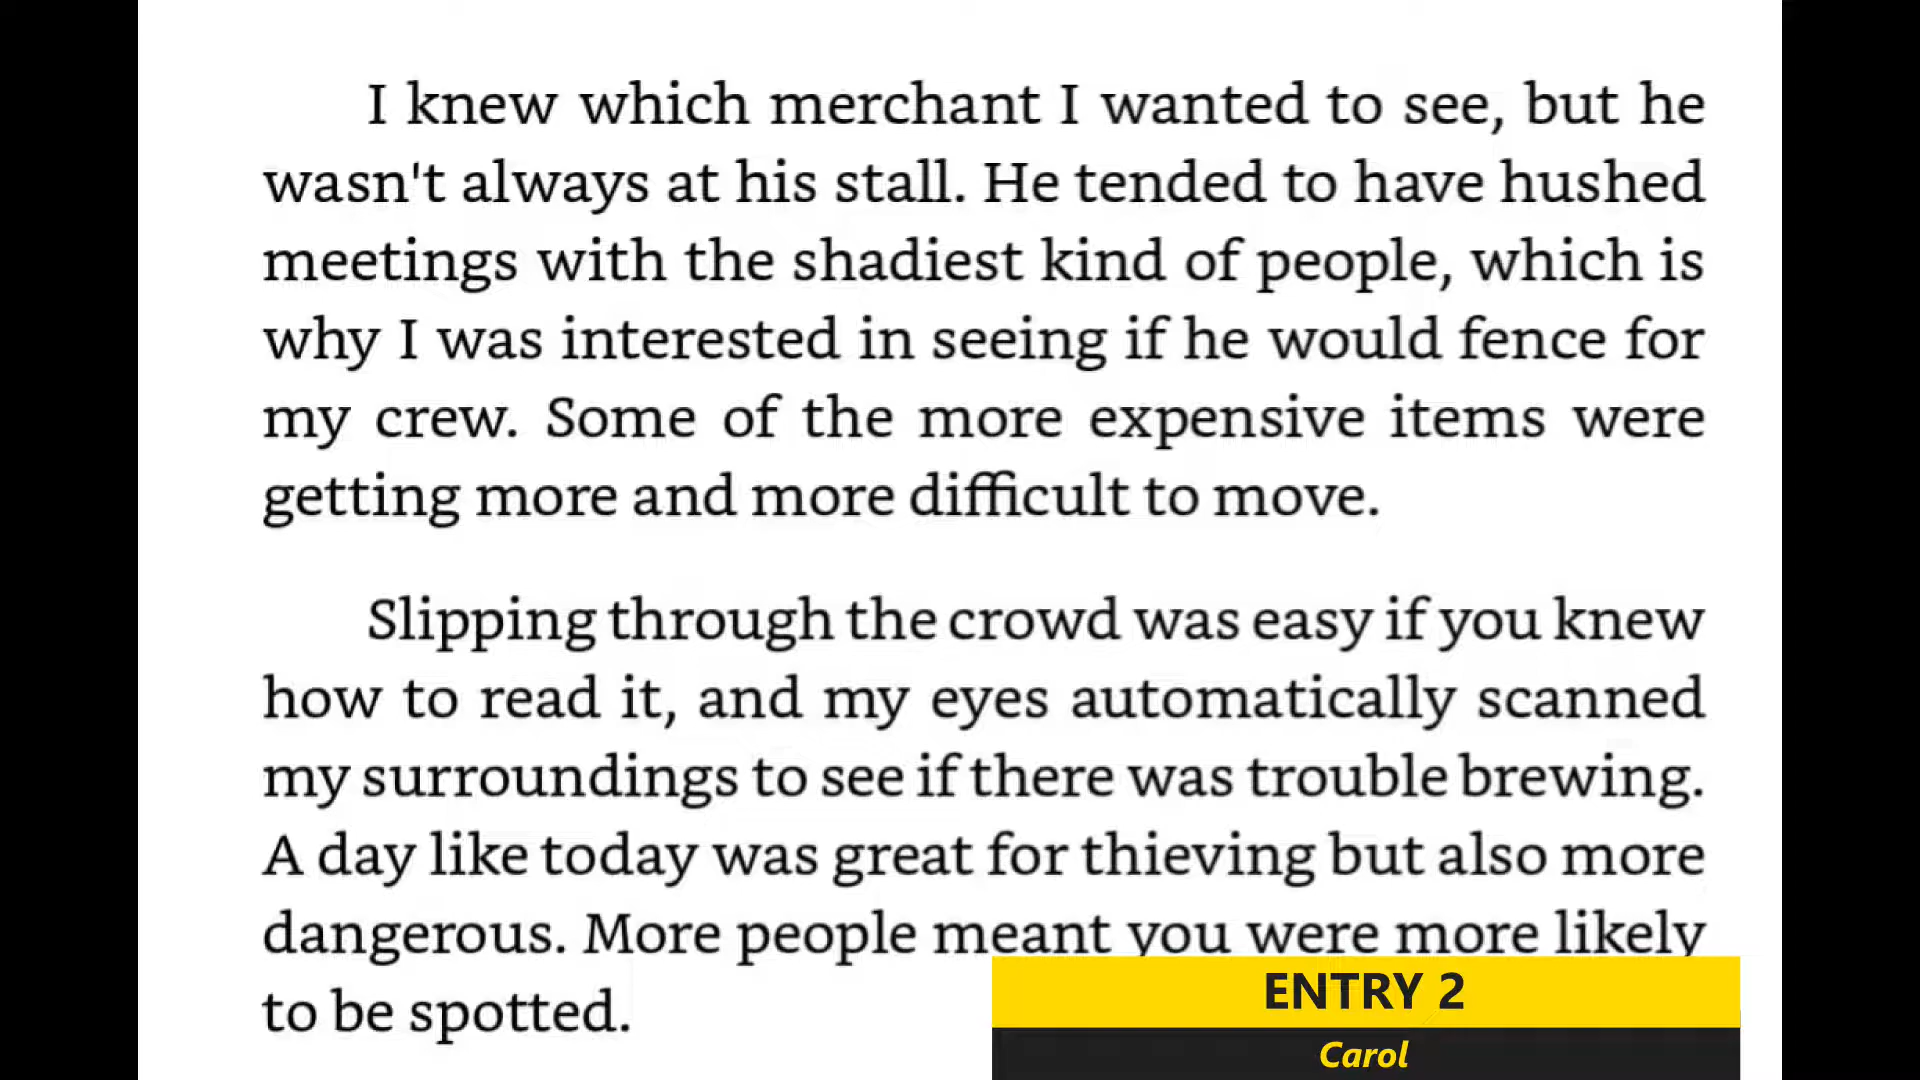 I knew which merchant I wanted to see, but he
wasn't always at his stall. He tended to have hushed
meetings with the shadiest kind of people, which is
why I was interested in seeing if he would fence for
my crew. Some of the more expensive items were
getting more and more difficult to move.
Slipping through the crowd was easy if you knew
how to read it, and my eyes automatically scanned
my surroundings to see if there was trouble brewing.
A day like today was great for thieving but also more
dangerous. More people meant you were more likely
to be spotted.
ENTRY 2
Carol